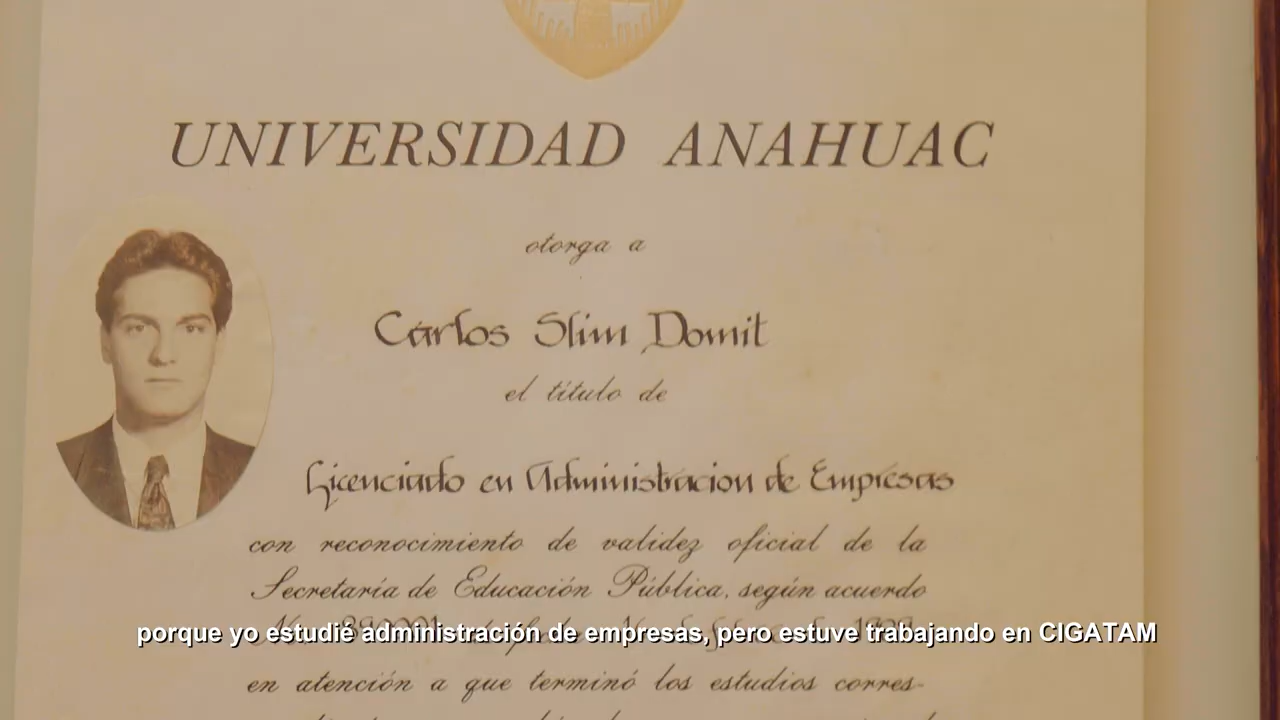 UNIVERSIDAD ANAHUAC
otorga a
Carlos Slim Domit
el título de
Licenciado en Administracion de Empresas
con reconocimiento de validez oficial de la
Secretaría de Educación Pública, según acuerdo
porque yo estudié administración de empresas, pero estuve trabajando en CIGATAM
en atención a que terminó los estudios corres-